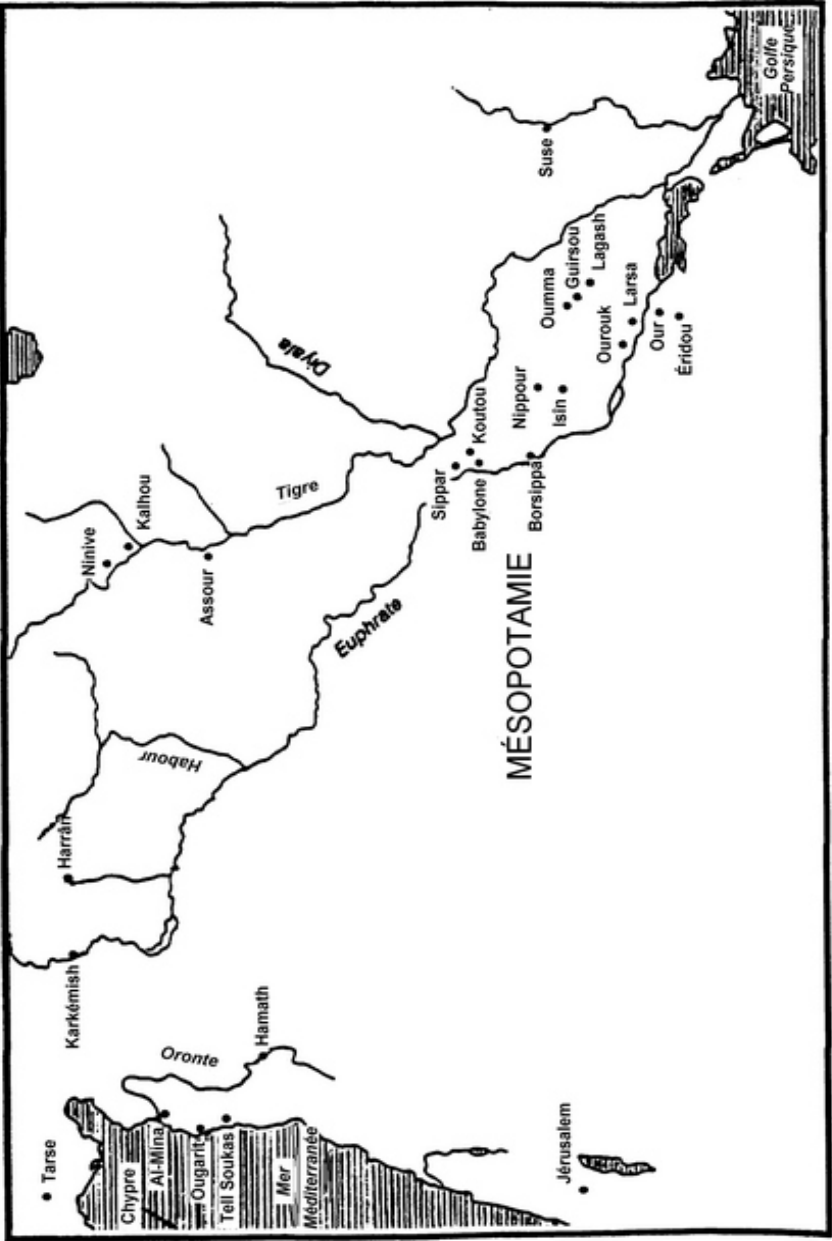 Tarse
Karkémish
Harrân
Habour
Ninive
Kalhou
Assour
Tigre
Diyala
Euphrate
Chypre
Al-Mina
Ougarit
Tell Soukas
Mer
Méditerranée
Oronte
Hamath
Jérusalem
MÉSOPOTAMIE
Sippar
Koutou
Babylone
Borsippa
Nippour
Isin
Oumma
Guirsou
Lagash
Ourouk
Larsa
Our
Éridou
Suse
Golfe
Persique